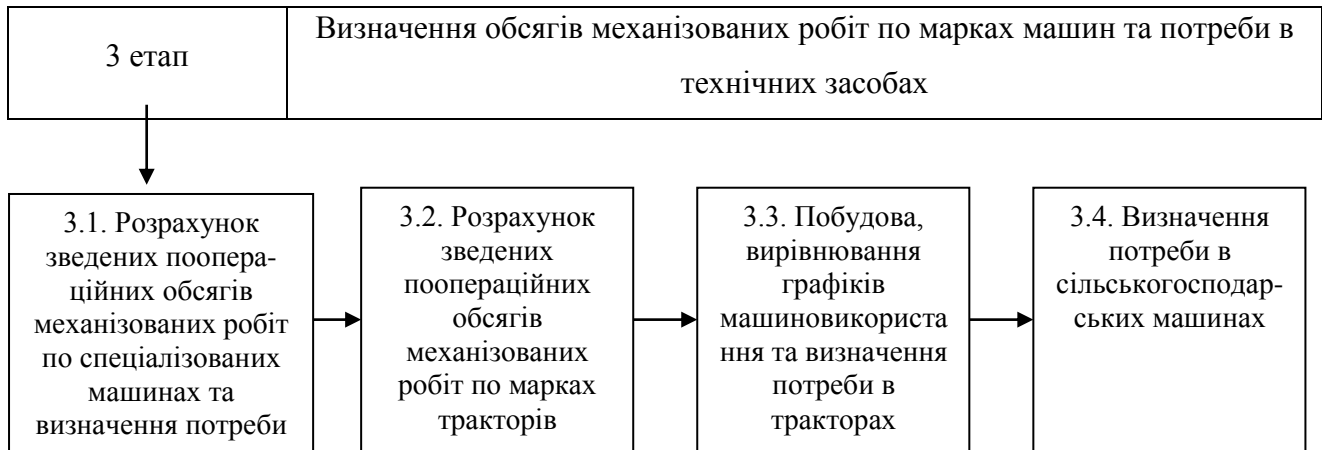 3 етап
Визначення обсягів механізованих робіт по марках машин та потреби в
технічних засобах
3.1. Розрахунок
зведених поопера-
ційних обсягів
механізованих робіт
по спеціалізованих
машинах та
визначення потреби
3.2. Розрахунок
зведених
поопераційних
обсягів
механізованих
робіт по марках
тракторів
3.3. Побудова,
вирівнювання
графіків
машиновикориста
ння та визначення
потреби в
тракторах
3.4. Визначення
потреби в
сільськогосподар-
ських машинах